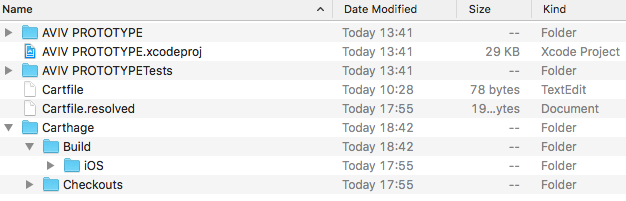 Name Date Modified Size Kind
AVIV PROTOTYPE Today 13:41 -- Folder
AVIV PROTOTYPE.xcodeproj Today 13:41 29 KB Xcode Project
AVIV PROTOTYPETests Today 13:41 -- Folder
Cartfile Today 10:28 78 bytes TextEdit
Cartfile.resolved Today 17:55 19...ytes Document
Carthage Today 18:42 -- Folder
Build Today 18:42 -- Folder
iOS Today 17:55 -- Folder
Checkouts Today 17:55 -- Folder